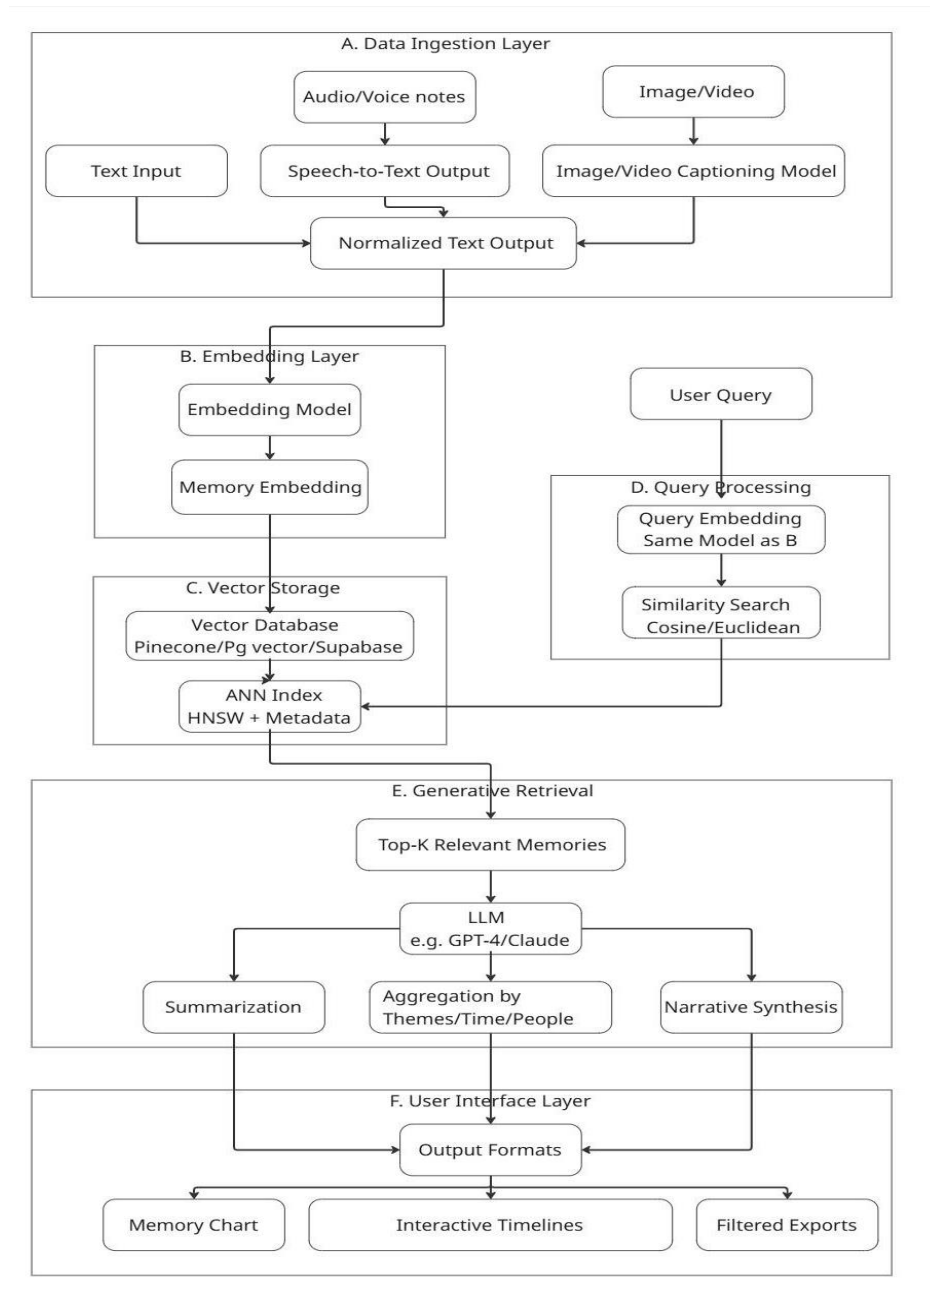 A. Data Ingestion Layer
Audio/Voice notes
Image/Video
Text Input
Speech-to-Text Output
Image/Video Captioning Model
Normalized Text Output
B. Embedding Layer
Embedding Model
Memory Embedding
User Query
D. Query Processing
Query Embedding
Same Model as B
Similarity Search
Cosine/Euclidean
C. Vector Storage
Vector Database
Pinecone/Pg vector/Supabase
ANN Index
HNSW + Metadata
E. Generative Retrieval
Top-K Relevant Memories
LLM
e.g. GPT-4/Claude
Summarization
Aggregation by
Themes/Time/People
Narrative Synthesis
F. User Interface Layer
Output Formats
Memory Chart
Interactive Timelines
Filtered Exports